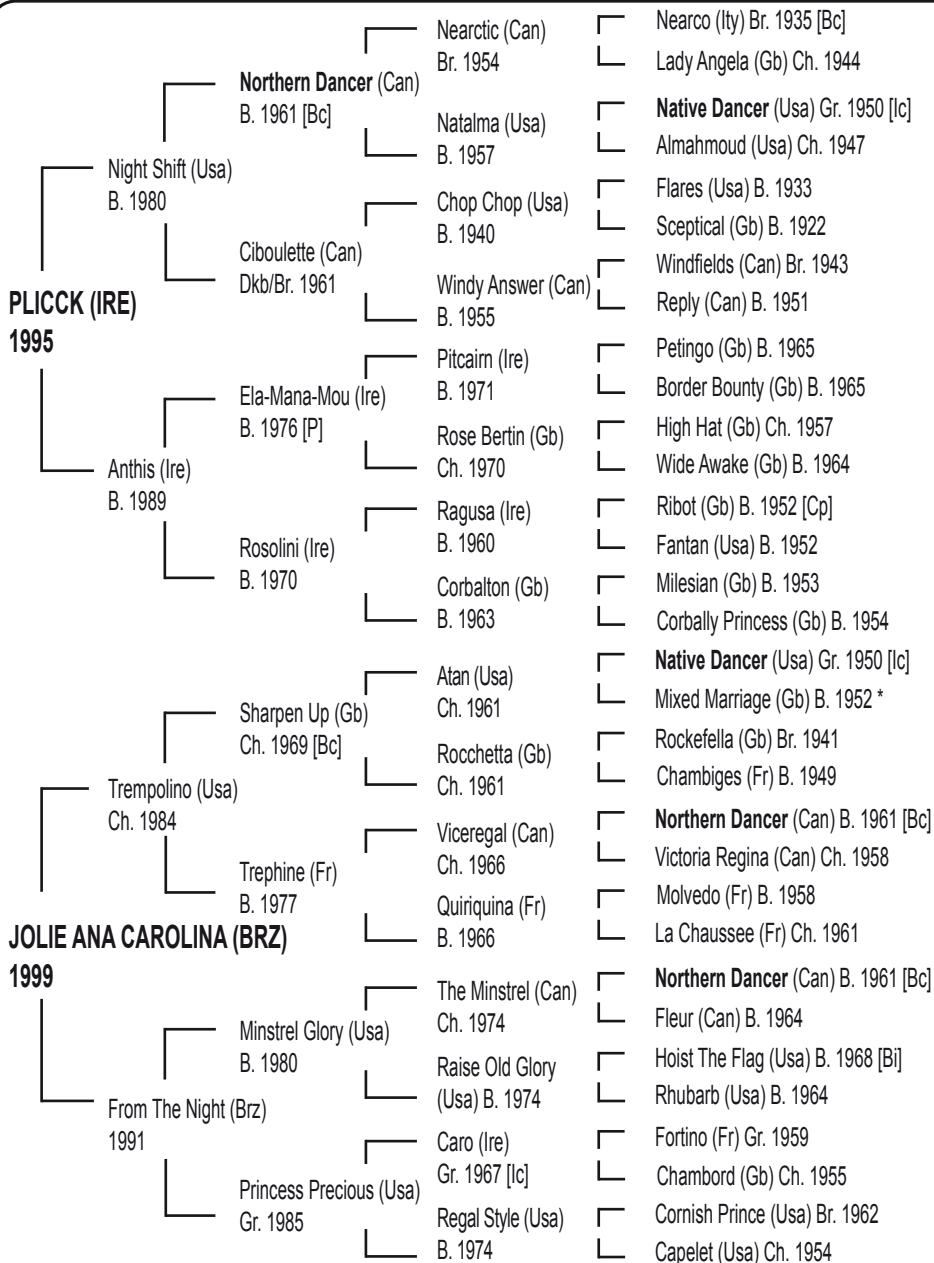 Nearctic (Can)
Br. 1954
Nearco (Ity) Br. 1935 [Bc]
Lady Angela (Gb) Ch. 1944
Northern Dancer (Can)
B. 1961 [Bc]
Natalma (Usa)
B. 1957
Native Dancer (Usa) Gr. 1950 [Ic]
Almahmoud (Usa) Ch. 1947
Night Shift (Usa)
B. 1980
Chop Chop (Usa)
B. 1940
Flares (Usa) B. 1933
Sceptical (Gb) B. 1922
Ciboulette (Can)
Dkb/Br. 1961
Windy Answer (Can)
B. 1955
Windfields (Can) Br. 1943
Reply (Can) B. 1951
PLICCK (IRE)
1995
Pitcairn (Ire)
B. 1971
Petingo (Gb) B. 1965
Border Bounty (Gb) B. 1965
Ela-Mana-Mou (Ire)
B. 1976 [P]
Rose Bertin (Gb)
Ch. 1970
High Hat (Gb) Ch. 1957
Wide Awake (Gb) B. 1964
Anthis (Ire)
B. 1989
Ragusa (Ire)
B. 1960
Ribot (Gb) B. 1952 [Cp]
Fantan (Usa) B. 1952
Rosolini (Ire)
B. 1970
Corbalton (Gb)
B. 1963
Milesian (Gb) B. 1953
Corbally Princess (Gb) B. 1954
Atan (Usa)
Ch. 1961
Native Dancer (Usa) Gr. 1950 [Ic]
Mixed Marriage (Gb) B. 1952 *
Sharpen Up (Gb)
Ch. 1969 [Bc]
Rocchetta (Gb)
Ch. 1961
Rockefella (Gb) Br. 1941
Chambiges (Fr) B. 1949
Trempolino (Usa)
Ch. 1984
Viceregal (Can)
Ch. 1966
Northern Dancer (Can) B. 1961 [Bc]
Victoria Regina (Can) Ch. 1958
Trephine (Fr)
B. 1977
Quiriquina (Fr)
B. 1966
Molvedo (Fr) B. 1958
La Chaussee (Fr) Ch. 1961
JOLIE ANA CAROLINA (BRZ)
1999
The Minstrel (Can)
Ch. 1974
Northern Dancer (Can) B. 1961 [Bc]
Fleur (Can) B. 1964
Minstrel Glory (Usa)
B. 1980
Raise Old Glory
(Usa) B. 1974
Hoist The Flag (Usa) B. 1968 [Bi]
Rhubarb (Usa) B. 1964
From The Night (Brz)
1991
Caro (Ire)
Gr. 1967 [Ic]
Fortino (Fr) Gr. 1959
Chambord (Gb) Ch. 1955
Princess Precious (Usa)
Gr. 1985
Regal Style (Usa)
B. 1974
Cornish Prince (Usa) Br. 1962
Capelet (Usa) Ch. 1954